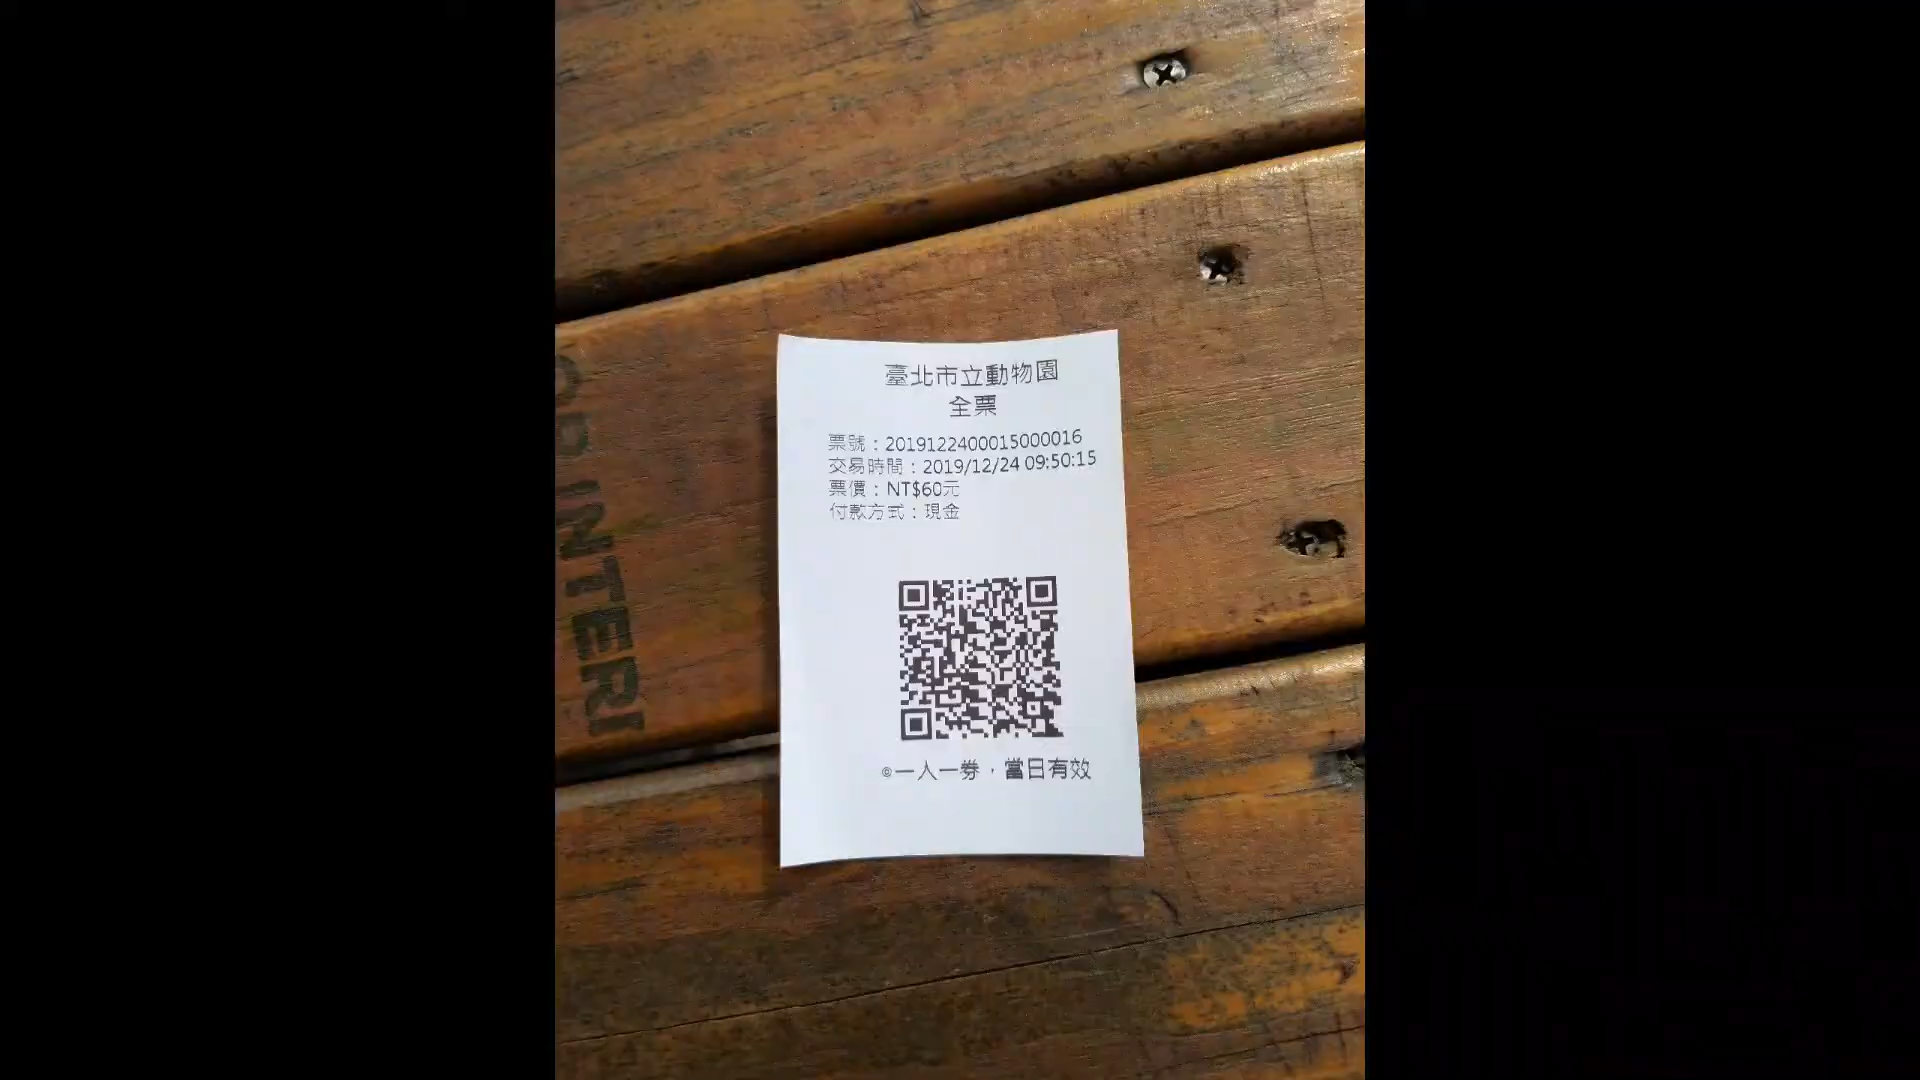 臺北市立動物園
全票
票號：2019122400015000016
交易時間：2019/12/24 09:50:15
票價：NT$60元
付款方式：現金
◎一人一券，當日有效
OP INTERI